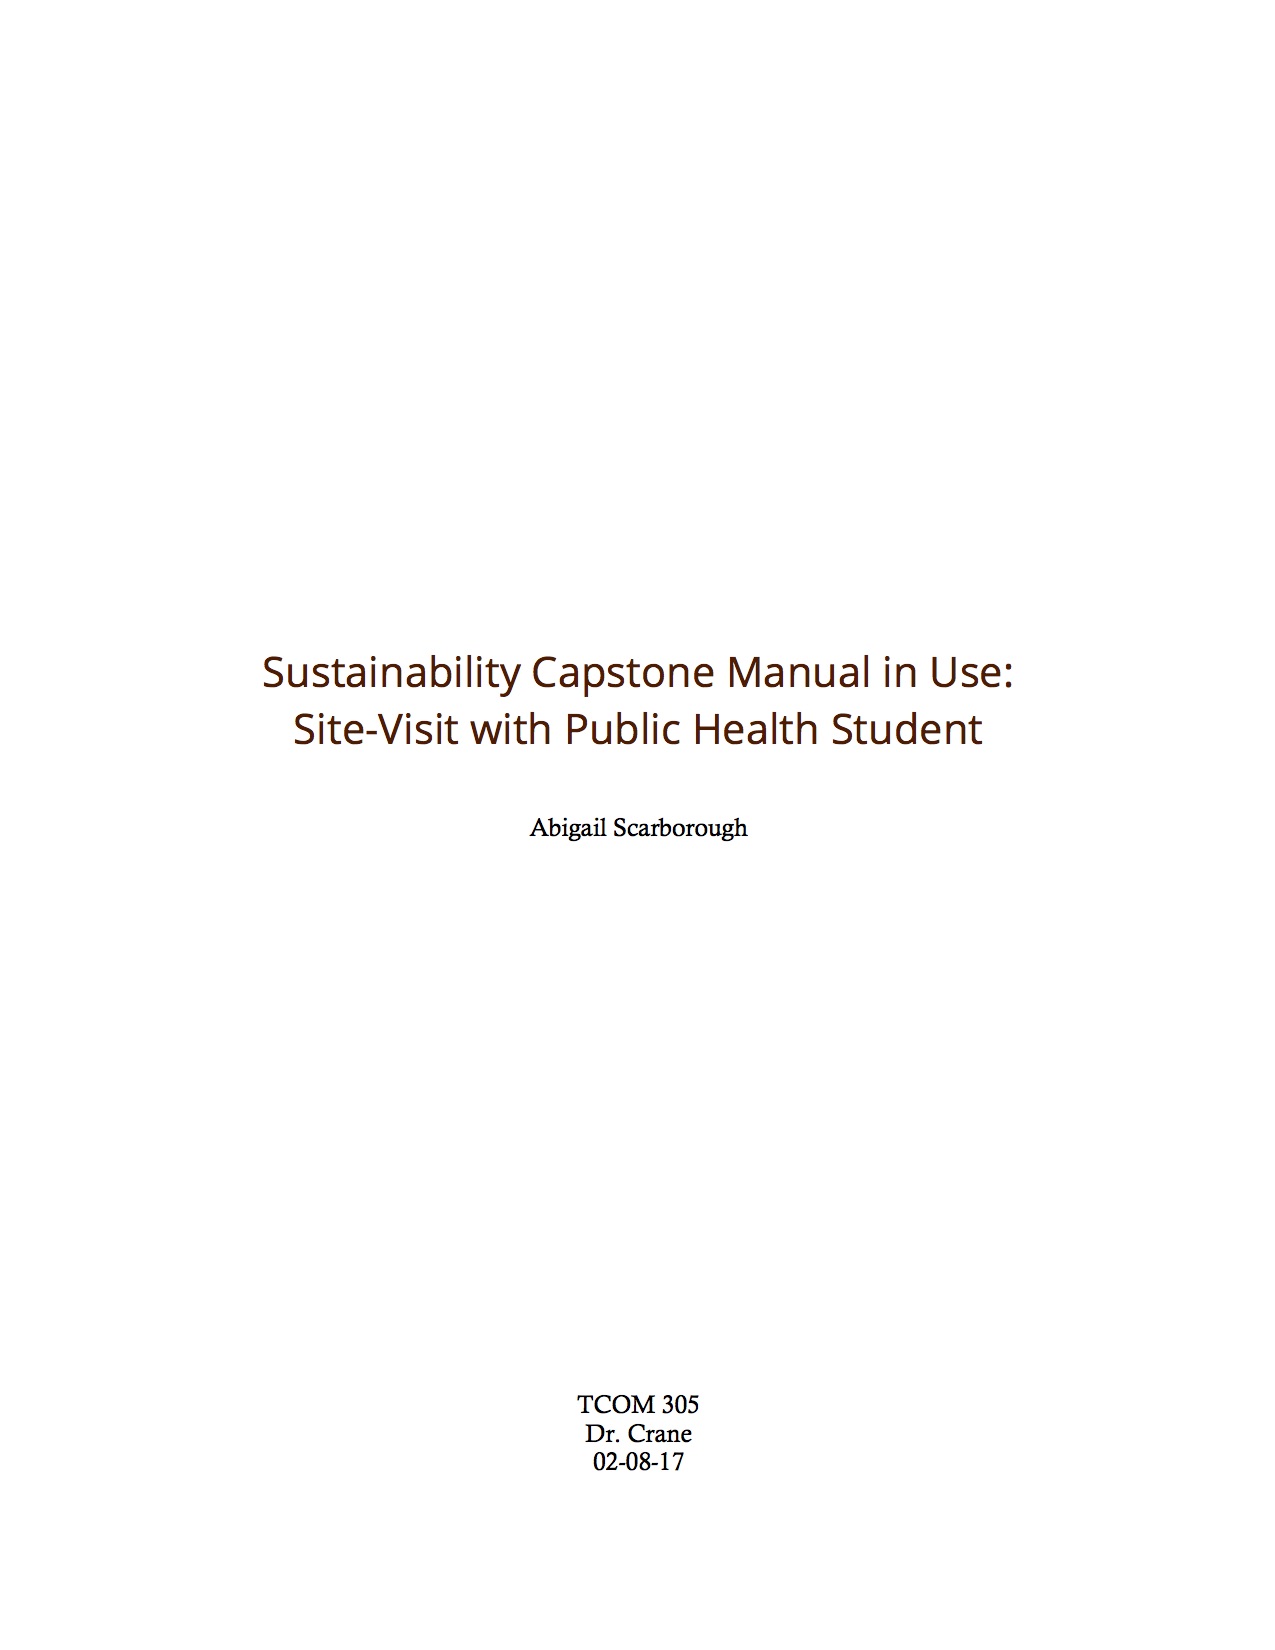 Sustainability Capstone Manual in Use:
Site-Visit with Public Health Student
Abigail Scarborough
TCOM 305
Dr. Crane
02-08-17